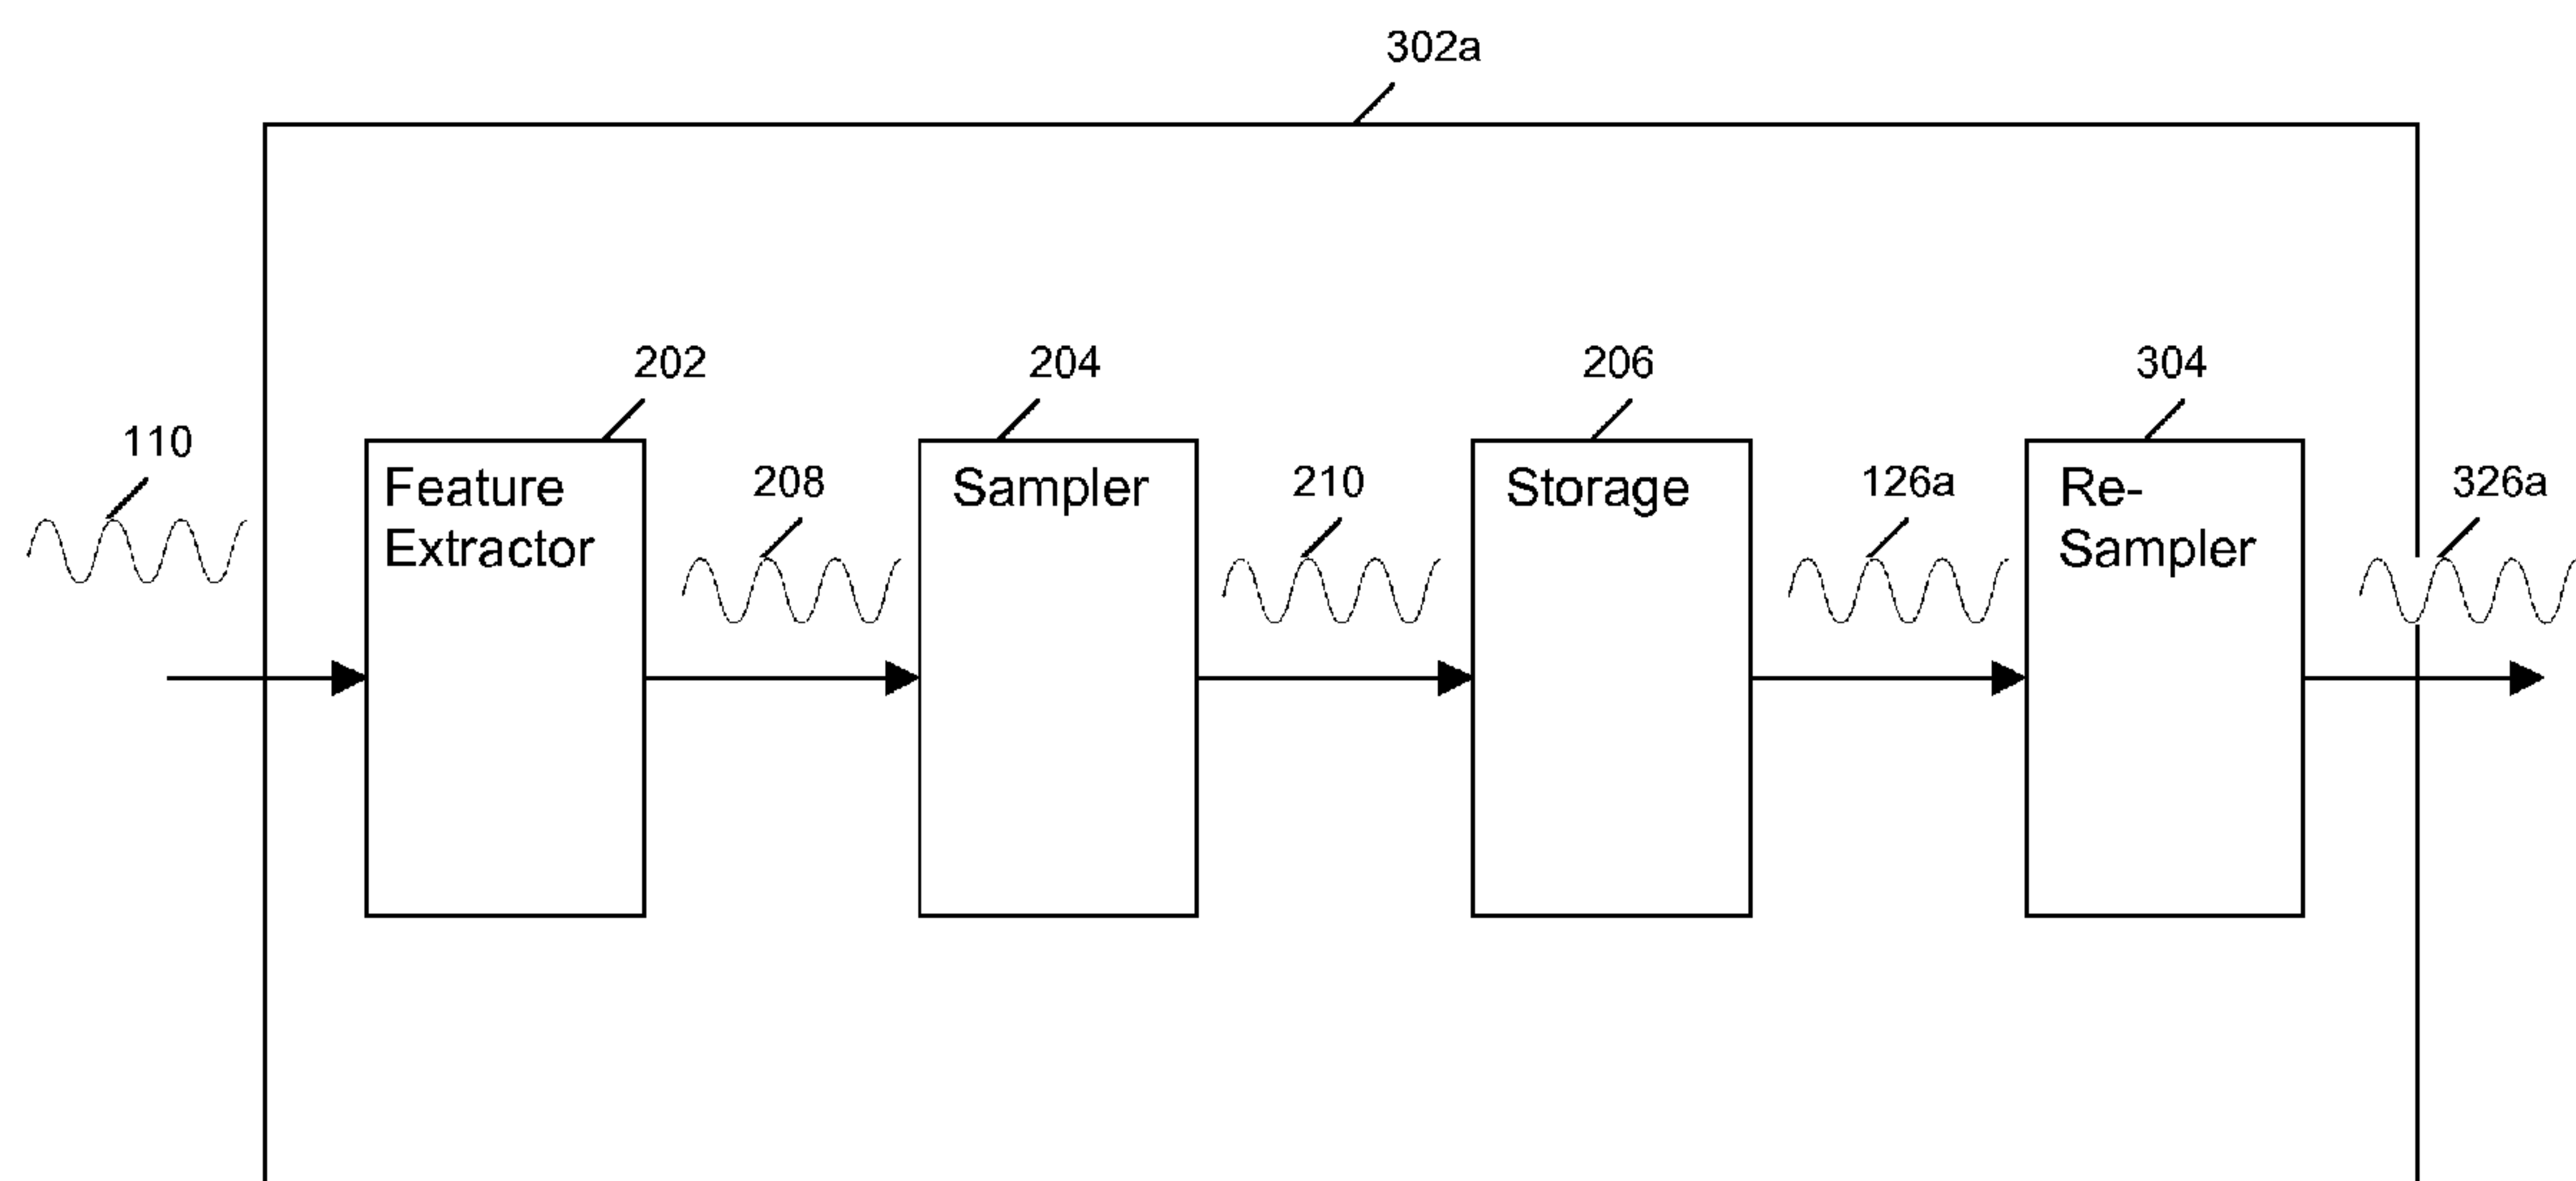 302a
202
204
206
304
110
208
210
126a
326a
Feature
Extractor
Sampler
Storage
Re-
Sampler